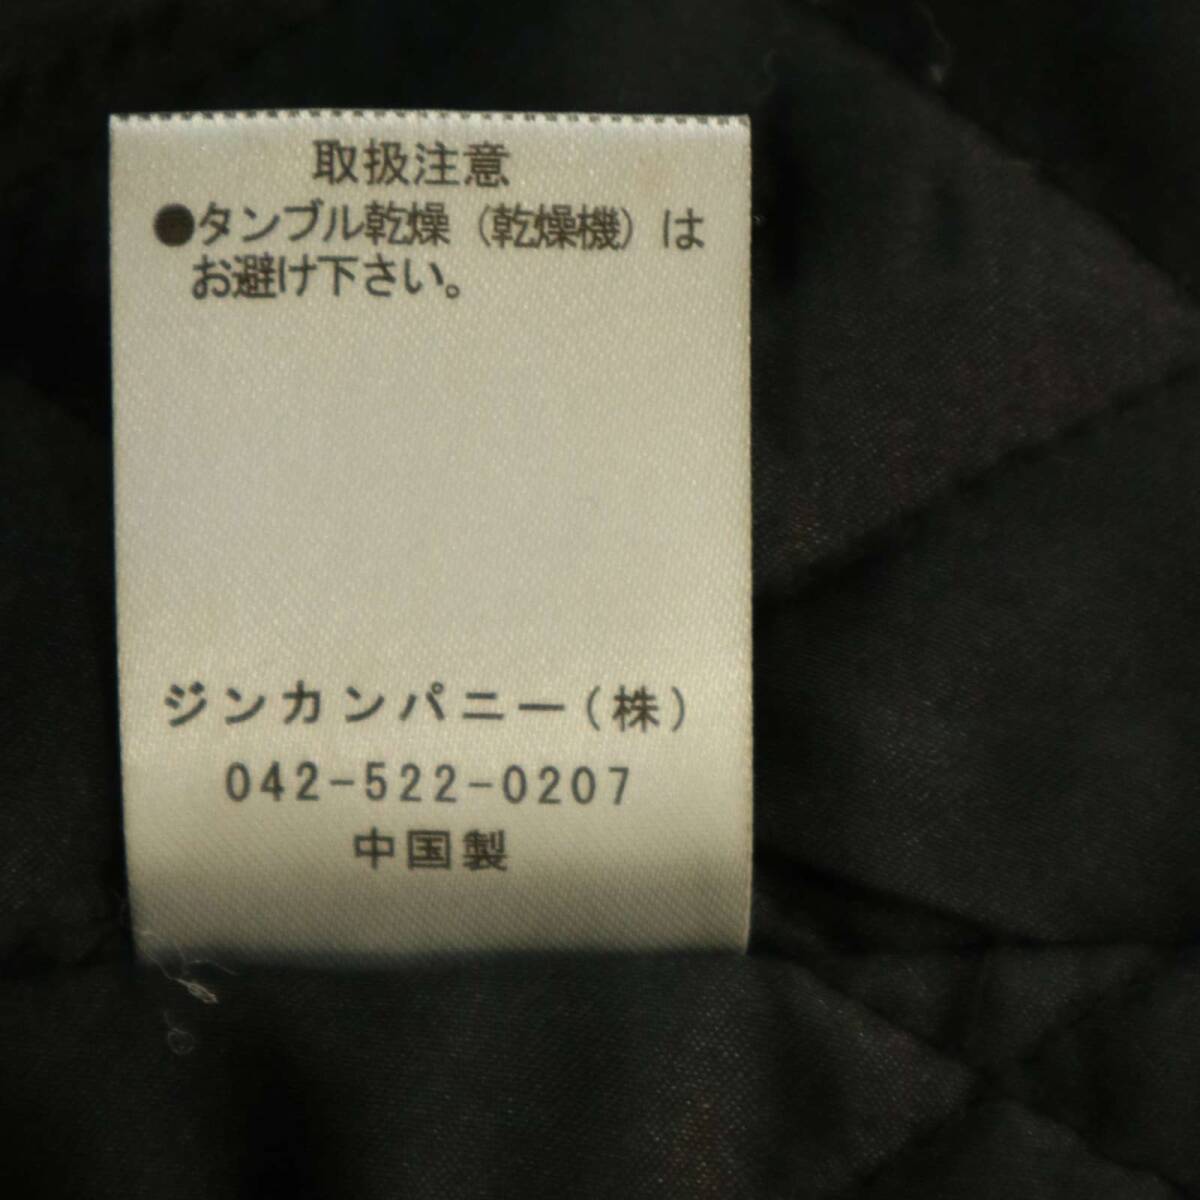 取扱注意
●タンブル乾燥（乾燥機）は
お避け下さい。
ジンカンパニー(株)
042-522-0207
中国製